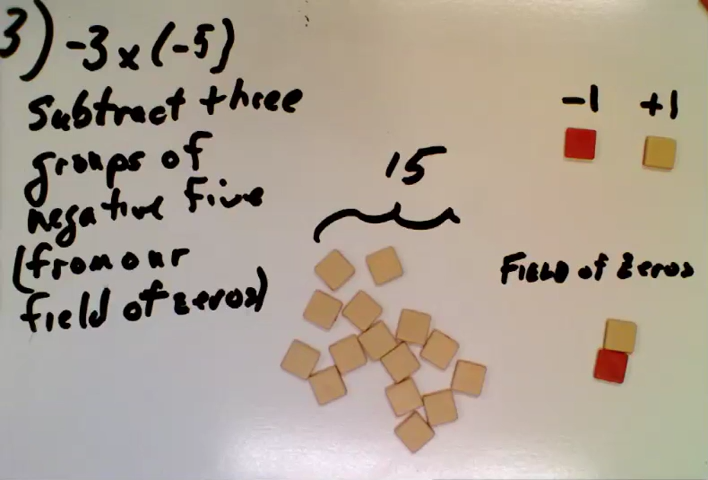 3) -3 x (-5)
subtract three
groups of
negative five
(from our
field of zeros)
15
-1 +1
FIELD of Zeros